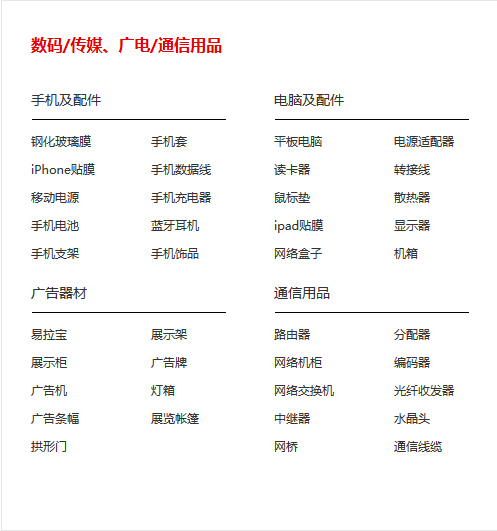 数码/传媒、广电/通信用品
手机及配件
钢化玻璃膜 手机套
iPhone贴膜 手机数据线
移动电源 手机充电器
手机电池 蓝牙耳机
手机支架 手机饰品
电脑及配件
平板电脑 电源适配器
读卡器 转接线
鼠标垫 散热器
ipad贴膜 显示器
网络盒子 机箱
广告器材
易拉宝 展示架
展示柜 广告牌
广告机 灯箱
广告条幅 展览帐篷
拱形门
通信用品
路由器 分配器
网络机柜 编码器
网络交换机 光纤收发器
中继器 水晶头
网桥 通信线缆